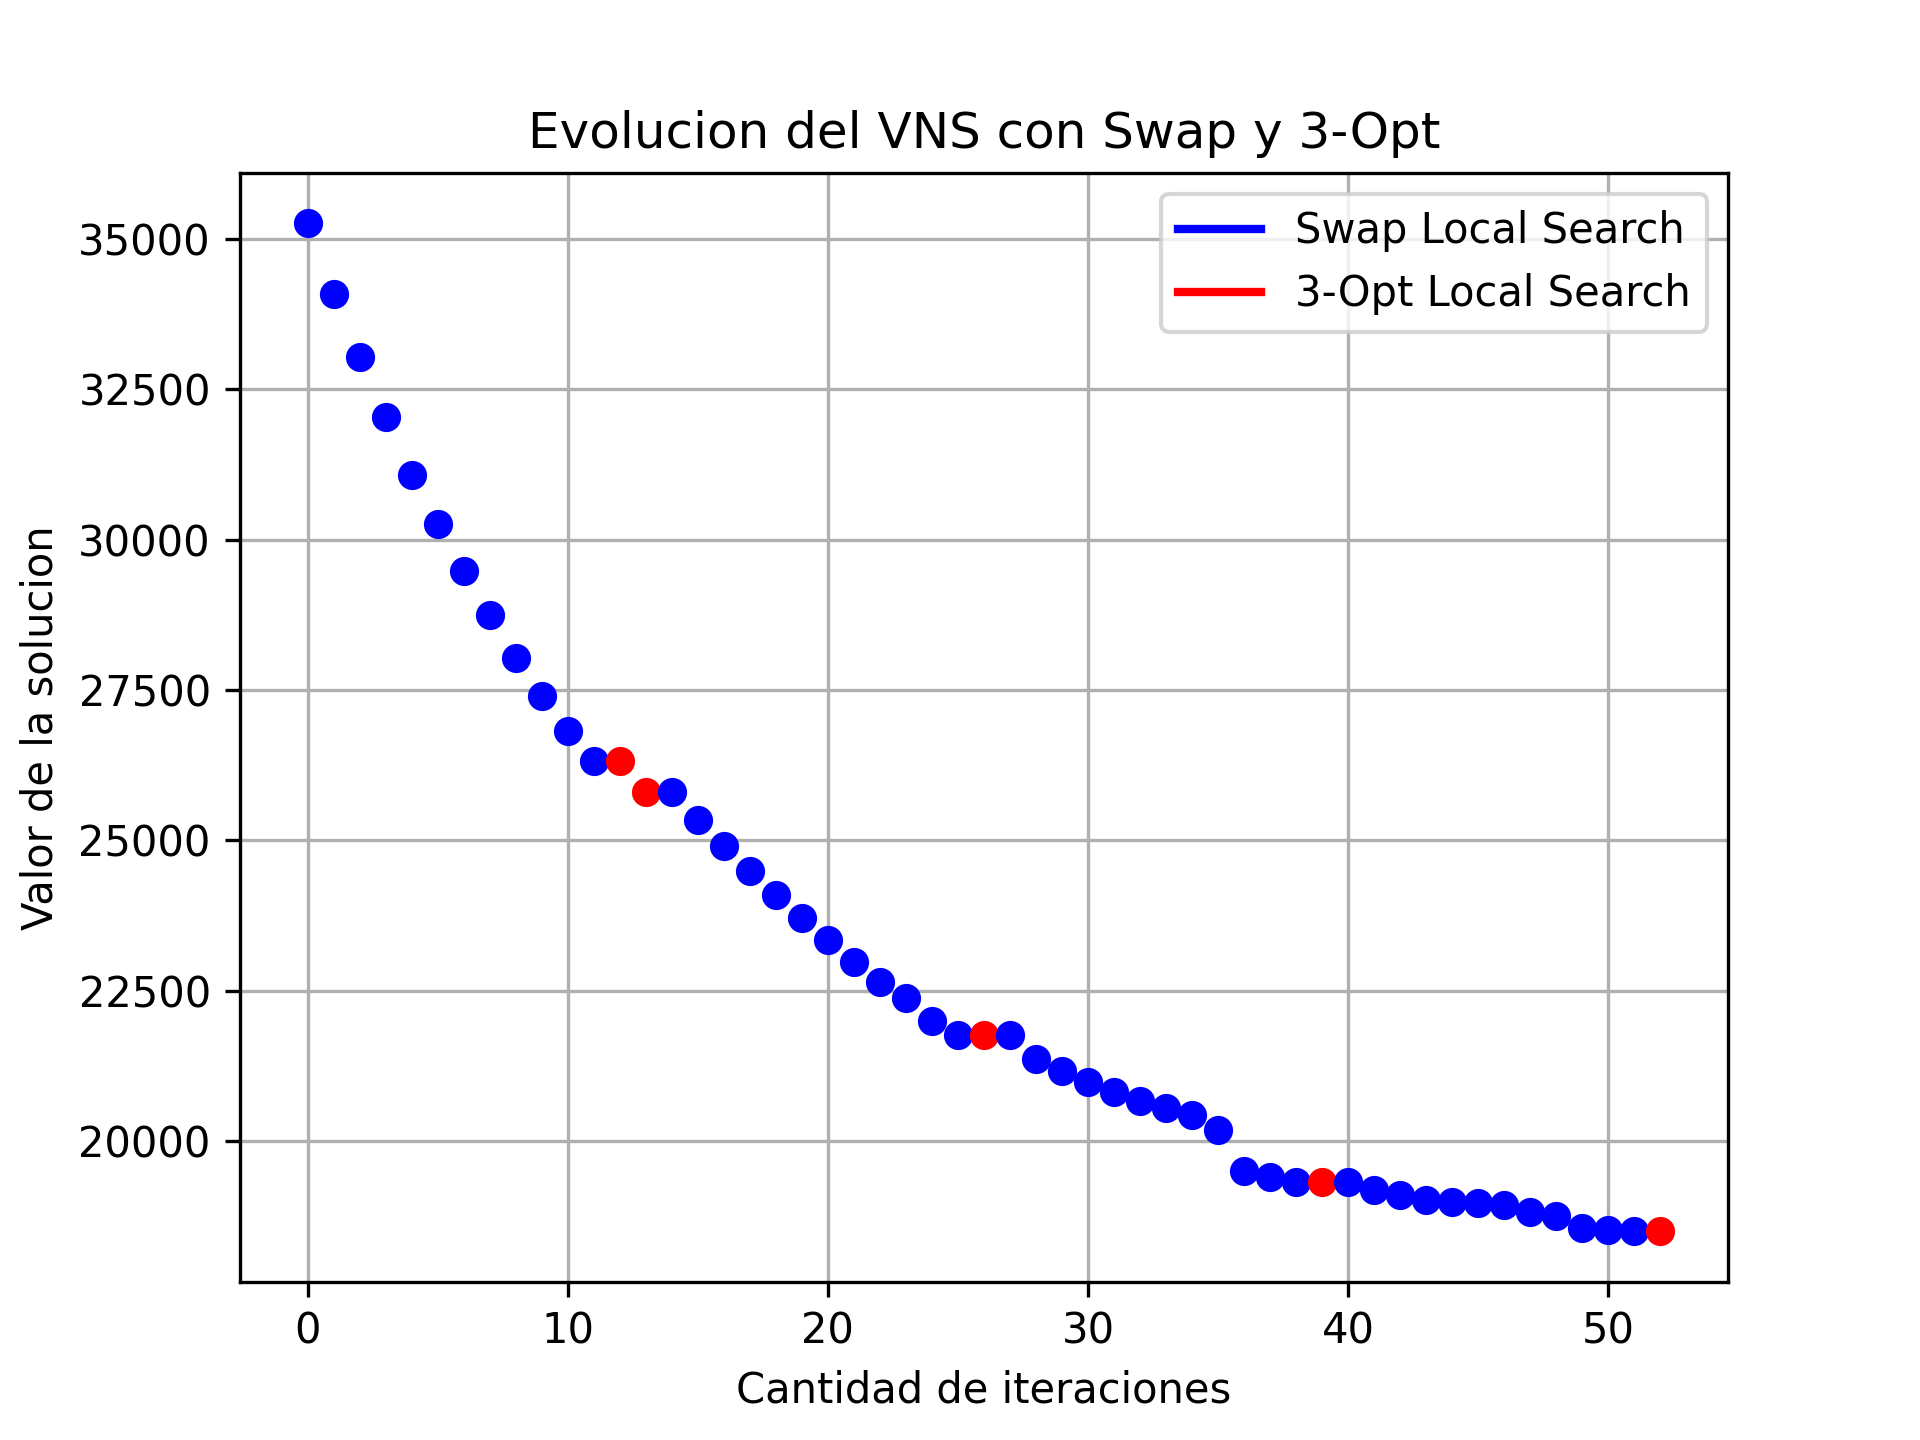 Evolucion del VNS con Swap y 3-Opt
Swap Local Search
3-Opt Local Search
Valor de la solucion
35000
32500
30000
27500
25000
22500
20000
0 10 20 30 40 50
Cantidad de iteraciones